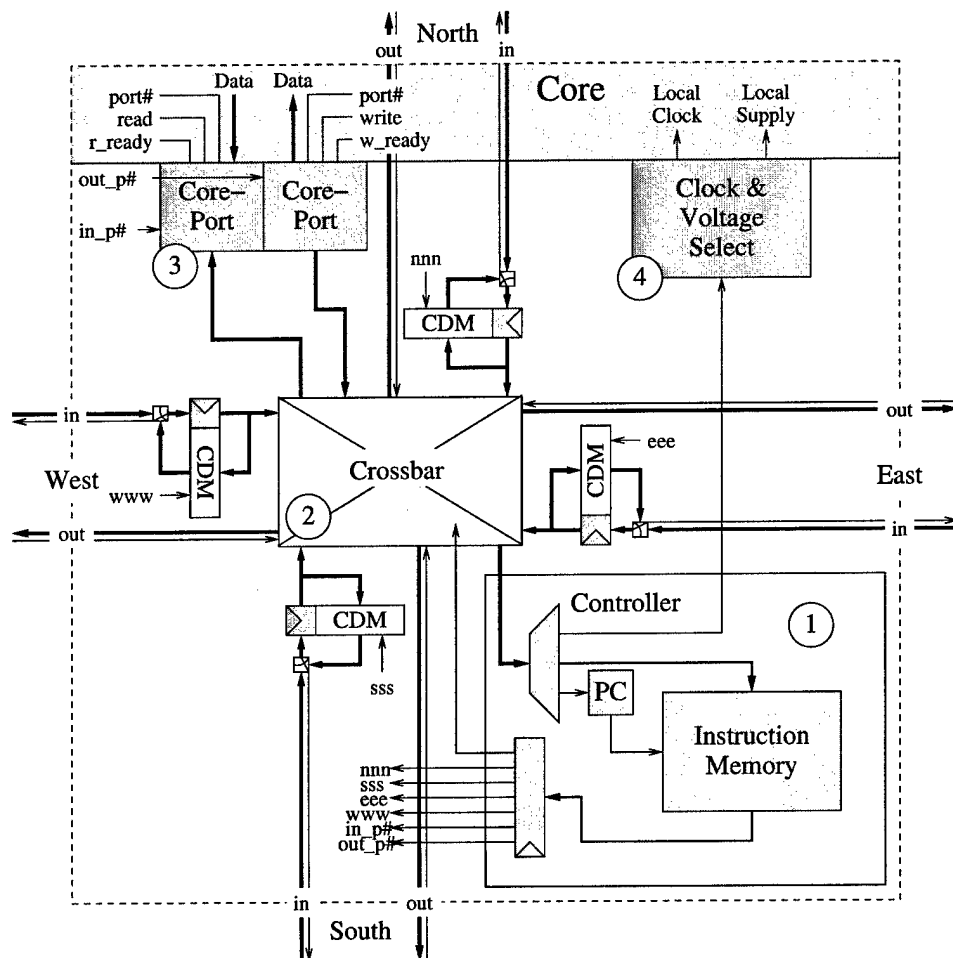 North
out
in
Data
Data
port#
read
r_ready
port#
write
w_ready
Core
Local
Clock
Local
Supply
out_p#
in_p#
Core–
Port
Core–
Port
Clock &
Voltage
Select
3
4
nnn
CDM
in
out
West
www
CDM
Crossbar
2
CDM
eee
East
out
in
CDM
sss
Controller
1
PC
Instruction
Memory
nnn
sss
eee
www
in_p#
out_p#
in
out
South